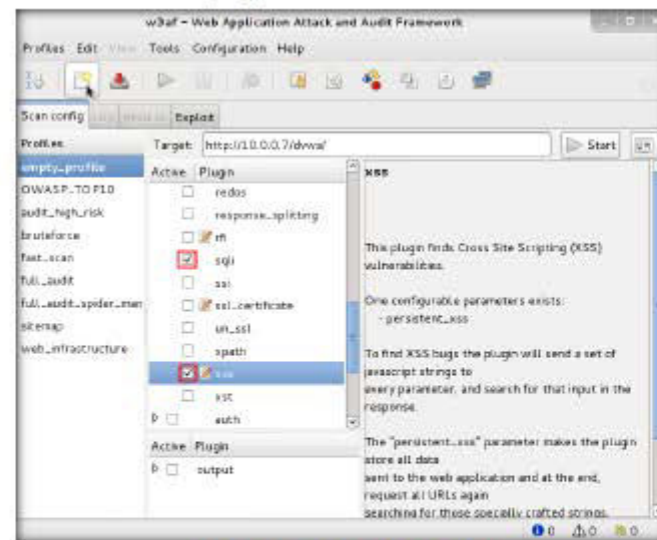 w3af - Web Application Attack and Audit Framework
Profiles Edit View Tools Configuration Help
Scan config Exploit
Profiles
empty_profile
OWASP_TOP10
audit_high_risk
bruteforce
fast_scan
full_audit
full_audit_spider_man
sitemap
web_infrastructure
Target: http://10.0.0.7/dvwa/ Start
Active Plugin
redos
response_splitting
rfi
sqli
ssi
ssl_certificate
un_ssl
xpath
xss
xst
auth
Active Plugin
output
xss
This plugin finds Cross Site Scripting (XSS)
vulnerabilities.
One configurable parameters exists:
- persistent_xss
To find XSS bugs the plugin will send a set of
javascript strings to
every parameter, and search for that input in the
response.
The "persistent_xss" parameter makes the plugin
store all data
sent to the web application and at the end,
request all URLs again
searching for those specially crafted strings.
0 0 0